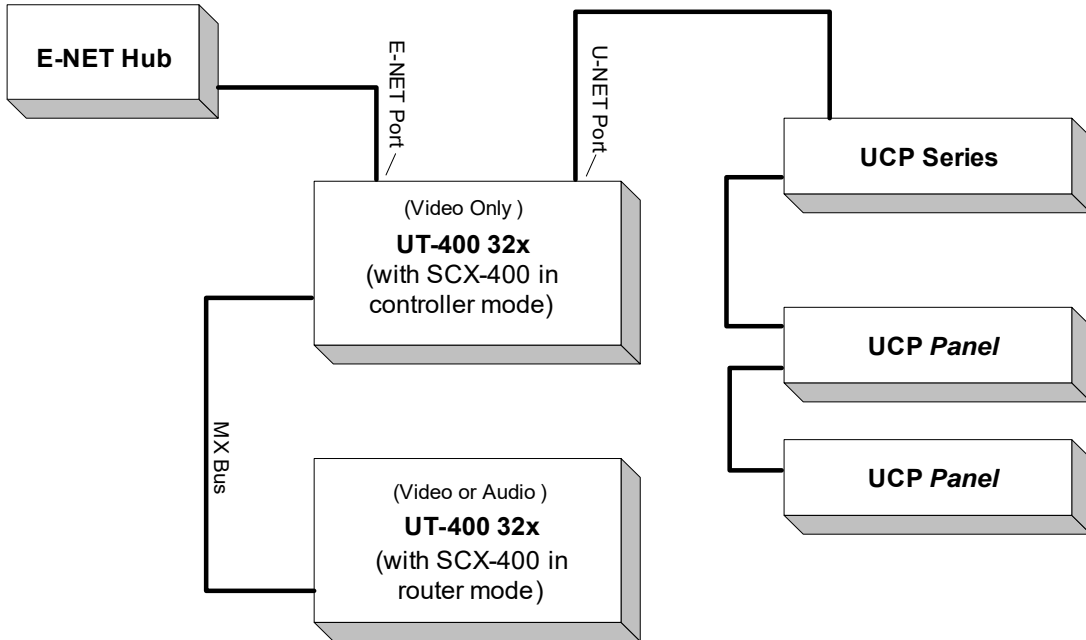 E-NET Hub
E-NET Port
U-NET Port
UCP Series
(Video Only )
UT-400 32x
(with SCX-400 in
controller mode)
UCP Panel
MX Bus
(Video or Audio )
UT-400 32x
(with SCX-400 in
router mode)
UCP Panel